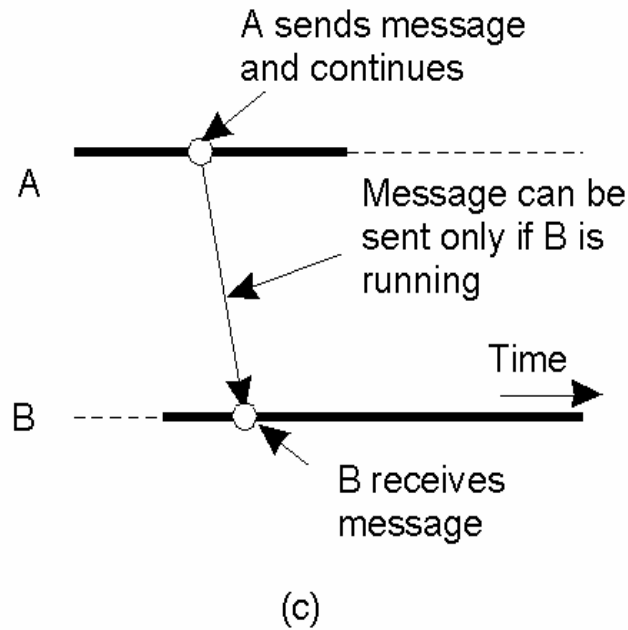 A sends message
and continues
A
Message can be
sent only if B is
running
Time
B
B receives
message
(c)